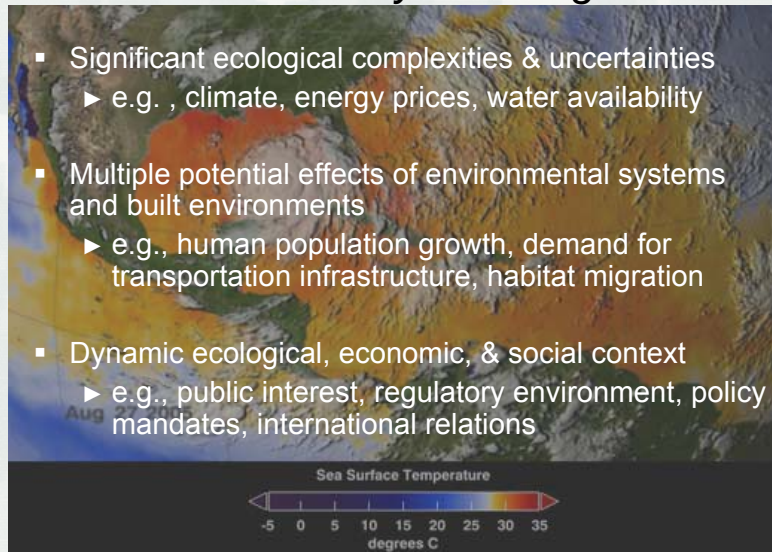 ▪ Significant ecological complexities & uncertainties
► e.g. , climate, energy prices, water availability
▪ Multiple potential effects of environmental systems
and built environments
► e.g., human population growth, demand for
transportation infrastructure, habitat migration
▪ Dynamic ecological, economic, & social context
► e.g., public interest, regulatory environment, policy
Aug 27
mandates, international relations
Sea Surface Temperature
-5 0 5 10 15 20 25 30 35
degrees C